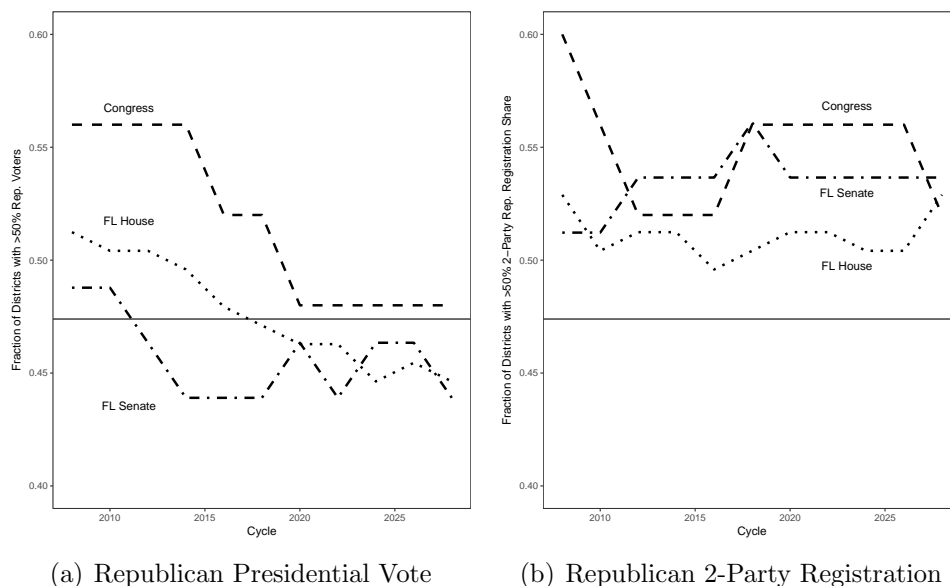 Fraction of Districts with >50% Rep. Voters
0.60
0.55
0.50
0.45
0.40
Congress
FL House
FL Senate
2010 2015 2020 2025
Cycle
(a) Republican Presidential Vote
Fraction of Districts with >50% 2−Party Rep. Registration Share
0.60
0.55
0.50
0.45
0.40
Congress
FL Senate
FL House
2010 2015 2020 2025
Cycle
(b) Republican 2-Party Registration